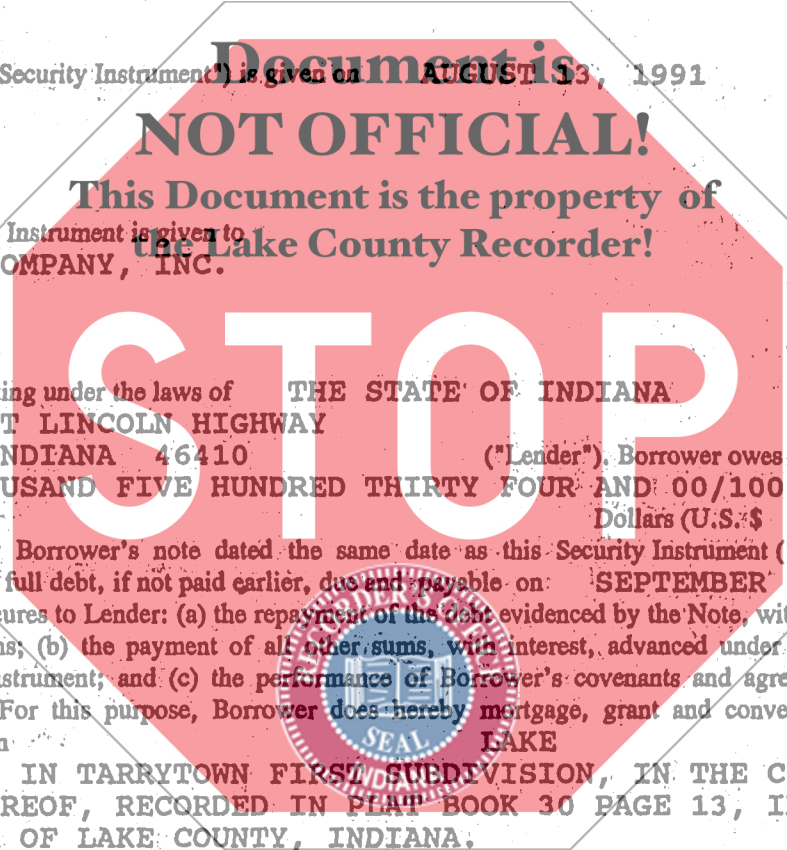 Document is
Security Instrument") is given on AUGUST 13, 1991
NOT OFFICIAL!
This Document is the property of
Instrument is given to
the Lake County Recorder!
OMPANY, INC.
STOP
ing under the laws of THE STATE OF INDIANA
T LINCOLN HIGHWAY
NDIANA 46410 ("Lender"). Borrower owes
USAND FIVE HUNDRED THIRTY FOUR AND 00/100
Dollars (U.S. $
Borrower's note dated the same date as this Security Instrument (
full debt, if not paid earlier, due and payable on SEPTEMBER
ures to Lender: (a) the repayment of the debt evidenced by the Note, wit
ns; (b) the payment of all other sums, with interest, advanced under
strument; and (c) the performance of Borrower's covenants and agre
For this purpose, Borrower does hereby mortgage, grant and conve
n LAKE
RECORDER'S OFFICE
SEAL
INDIANA
IN TARRYTOWN FIRST SUBDIVISION, IN THE C
REOF, RECORDED IN PLAT BOOK 30 PAGE 13, I
OF LAKE COUNTY, INDIANA.